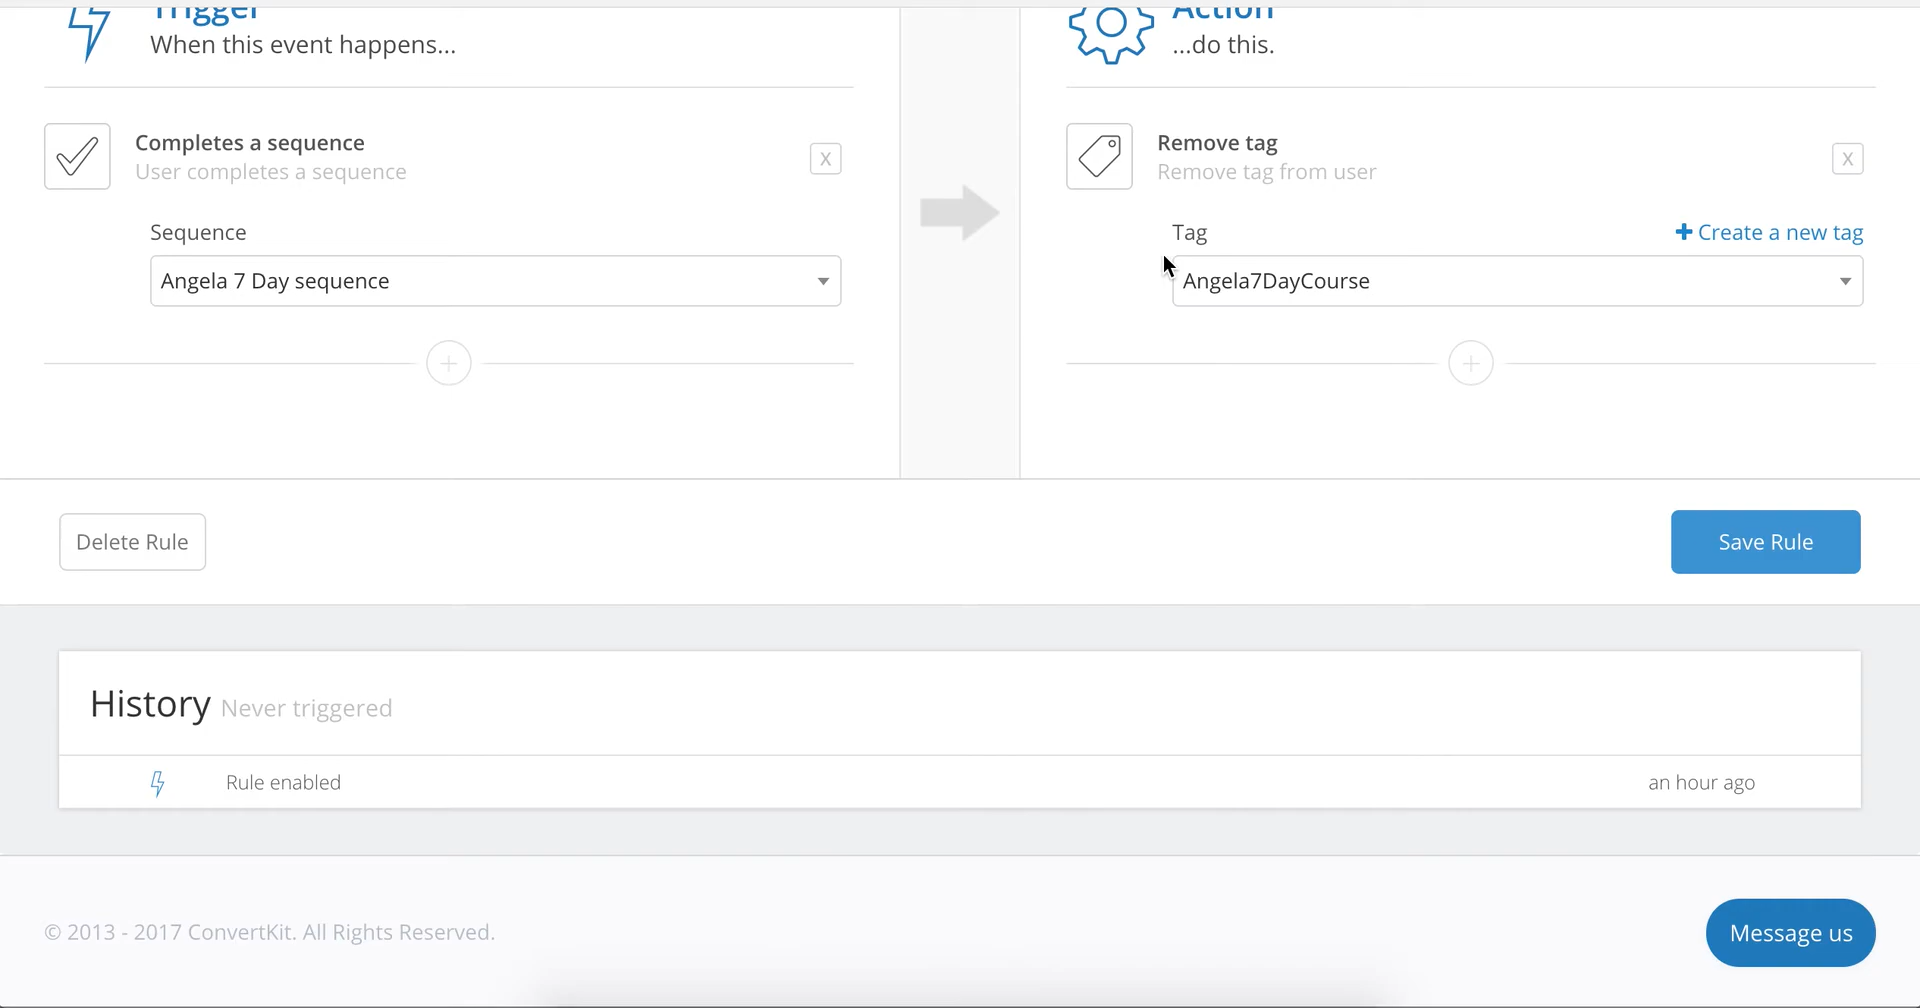 Trigger
When this event happens...
Action
...do this.
Completes a sequence
User completes a sequence
X
Sequence
Angela 7 Day sequence
Remove tag
Remove tag from user
X
Tag
Create a new tag
Angela7DayCourse
Delete Rule
Save Rule
History Never triggered
Rule enabled
an hour ago
© 2013 - 2017 ConvertKit. All Rights Reserved.
Message us